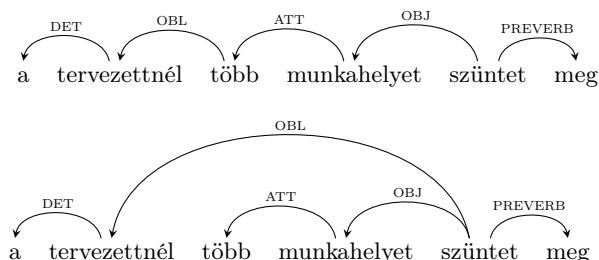 DET OBL ATT OBJ PREVERB
a tervezettnél több munkahelyet szüntet meg
OBL
DET ATT OBJ PREVERB
a tervezettnél több munkahelyet szüntet meg